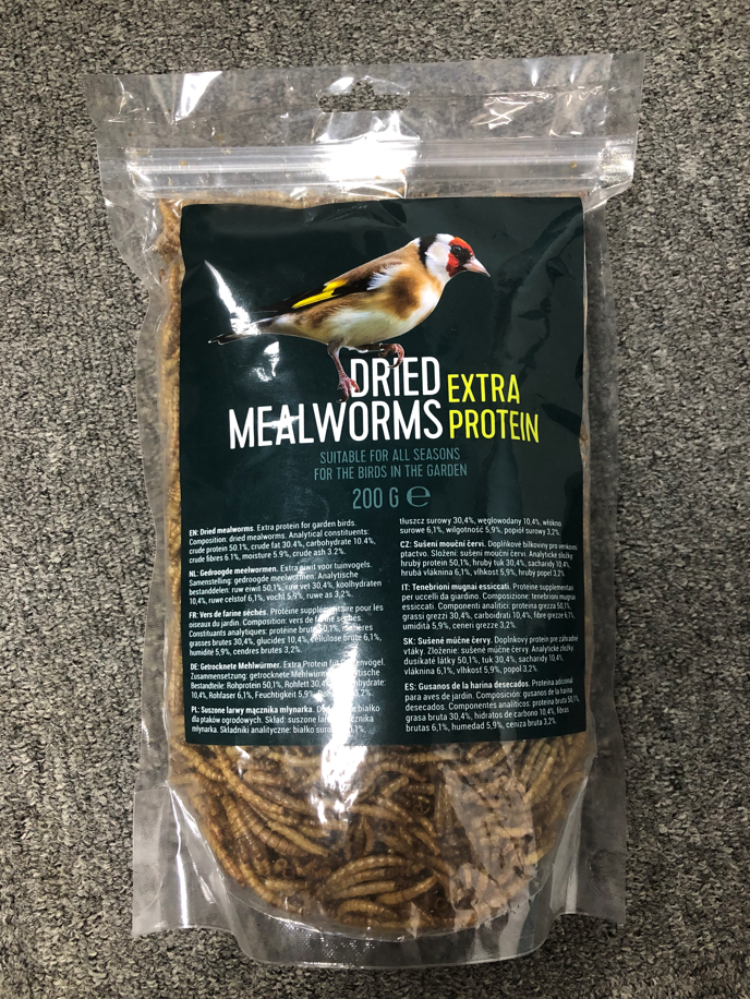 DRIED EXTRA
MEALWORMS PROTEIN
SUITABLE FOR ALL SEASONS
FOR THE BIRDS IN THE GARDEN
200 G ℮
EN: Dried mealworms. Extra protein for garden birds.
Composition: dried mealworms. Analytical constituents:
crude protein 50.1%, crude fat 30.4%, carbohydrate 10.4%,
crude fibres 6.1%, moisture 5.9%, crude ash 3.2%.
NL: Gedroogde meelwormen. Extra eiwit voor tuinvogels.
Samenstelling: gedroogde meelwormen. Analytische
bestanddelen: ruw eiwit 50,1%, ruw vet 30,4%, koolhydraten
10,4%, ruwe celstof 6,1%, vocht 5,9%, ruwe as 3,2%.
FR: Vers de farine séchés. Protéine supplémentaire pour les
oiseaux du jardin. Composition: vers de farine séchés.
Constituants analytiques: protéine brute 50,1%, matières
grasses brutes 30,4%, glucides 10,4%, cellulose brute 6,1%,
humidité 5,9%, cendres brutes 3,2%.
DE: Getrocknete Mehlwürmer. Extra Protein für
Zusammensetzung: getrocknete Mehlwürmer.
Bestandteile: Rohprotein 50,1%, Rohfett 30,4%,
10,4%, Rohfaser 6,1%, Feuchtigkeit 5,9%, 3,2%.
PL: Suszone larwy mącznika młynarka. białko
dla ptaków ogrodowych. Skład: suszone larwy mącznika
młynarka. Składniki analityczne: białko
tłuszcz surowy 30,4%, węglowodany 10,4%, włókno
surowe 6,1%, wilgotność 5,9%, popiół surowy 3,2%.
CZ: Sušení mouční červi. Doplňkové bílkoviny pro venkovní
ptactvo. Složení: sušení mouční červi. Analytické složky:
hrubý protein 50,1%, hrubý tuk 30,4%, sacharidy 10,4%,
hrubá vláknina 6,1%, vlhkost 5,9%, hrubý popel 3,2%.
IT: Tenebrioni mugnai essiccati. Proteine supplementari
per uccelli da giardino. Composizione: tenebrioni mugnai
essiccati. Componenti analitici: proteina grezza 50,1%,
grassi grezzi 30,4%, carboidrati 10,4%, fibre grezze 6,1%,
umidità 5,9%, ceneri grezze 3,2%.
SK: Sušené múčne červy. Doplnkový proteín pre záhradné
vtáky. Zloženie: sušené múčne červy. Analytické zložky:
dusikaté látky 50,1%, tuk 30,4%, sacharidy 10,4%,
vláknina 6,1%, vlhkosť 5,9%, popol 3,2%.
ES: Gusanos de la harina desecados. Proteína adicional
para aves de jardín. Composición: gusanos de la harina
desecados. Componentes analíticos: proteína bruta 50,1%,
grasa bruta 30,4%, hidratos de carbono 10,4%, fibras
brutas 6,1%, humedad 5,9%, ceniza bruta 3,2%.